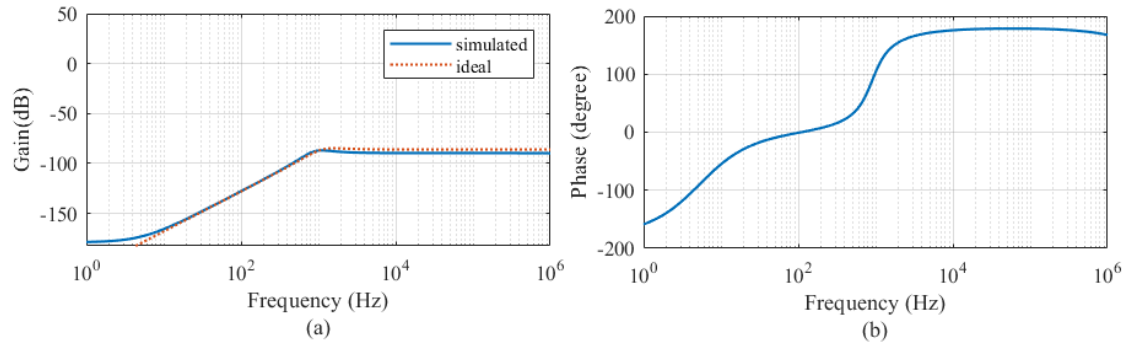 simulated
ideal
Gain(dB)
0
-50
-100
-150
10^0
10^2
10^4
10^6
Frequency (Hz)
(a)
Phase (degree)
200
100
0
-100
-200
10^0
10^2
10^4
10^6
Frequency (Hz)
(b)